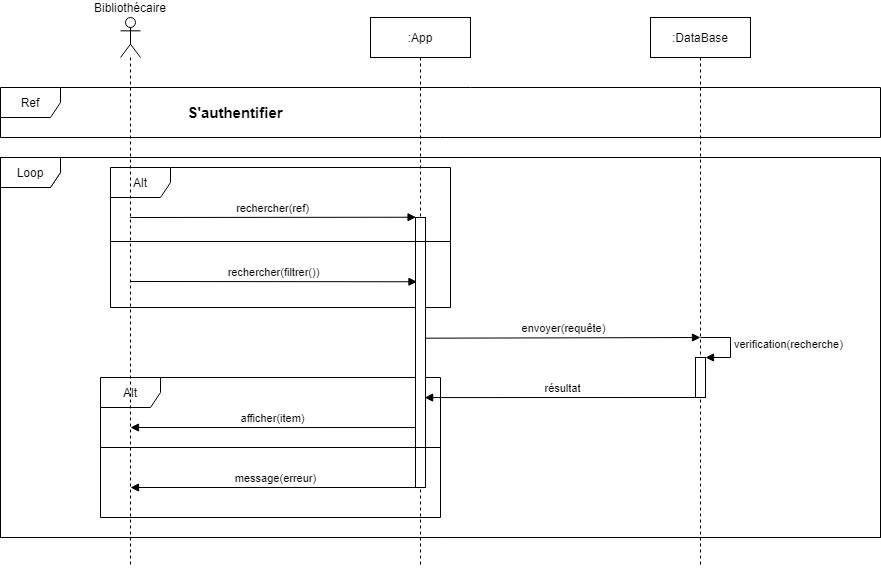 Bibliothécaire
:App
:DataBase
Ref
S'authentifier
Loop
Alt
rechercher(ref)
rechercher(filtrer())
envoyer(requête)
verification(recherche)
Alt
résultat
afficher(item)
message(erreur)